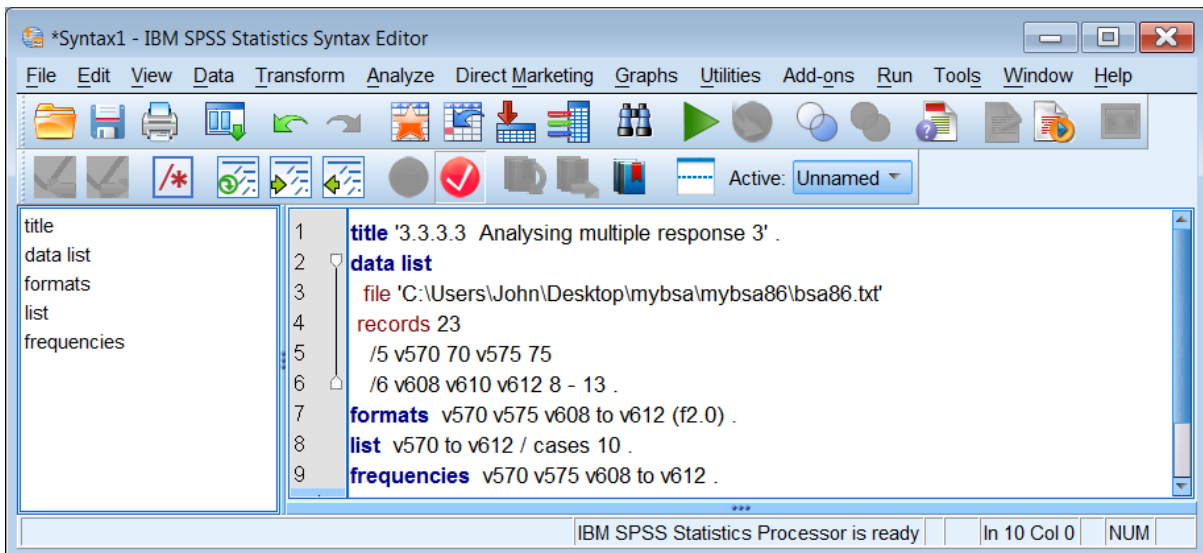 *Syntax1 - IBM SPSS Statistics Syntax Editor
File Edit View Data Transform Analyze Direct Marketing Graphs Utilities Add-ons Run Tools Window Help
/*
Active: Unnamed
title
data list
formats
list
frequencies
1 title '3.3.3.3 Analysing multiple response 3' .
2 data list
3 file 'C:\Users\John\Desktop\mybsa\mybsa86\bsa86.txt'
4 records 23
5 /5 v570 70 v575 75
6 /6 v608 v610 v612 8 - 13 .
7 formats v570 v575 v608 to v612 (f2.0) .
8 list v570 to v612 / cases 10 .
9 frequencies v570 v575 v608 to v612 .
IBM SPSS Statistics Processor is ready In 10 Col 0 NUM